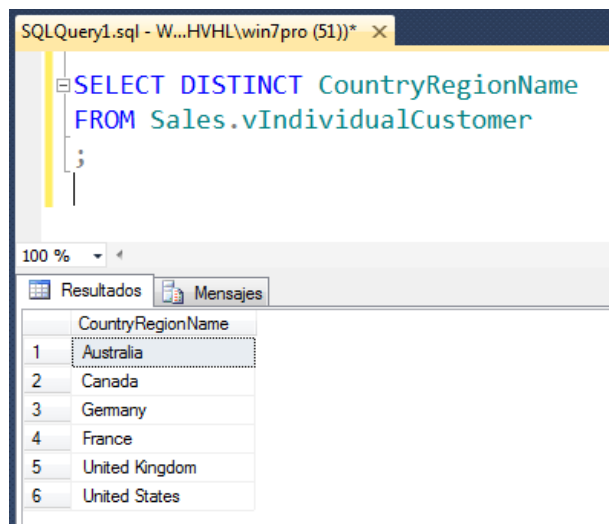 SQLQuery1.sql - W...HVHL\win7pro (51))* ×
SELECT DISTINCT CountryRegionName
FROM Sales.vIndividualCustomer
;
100 %
Resultados Mensajes
CountryRegionName
1 Australia
2 Canada
3 Germany
4 France
5 United Kingdom
6 United States